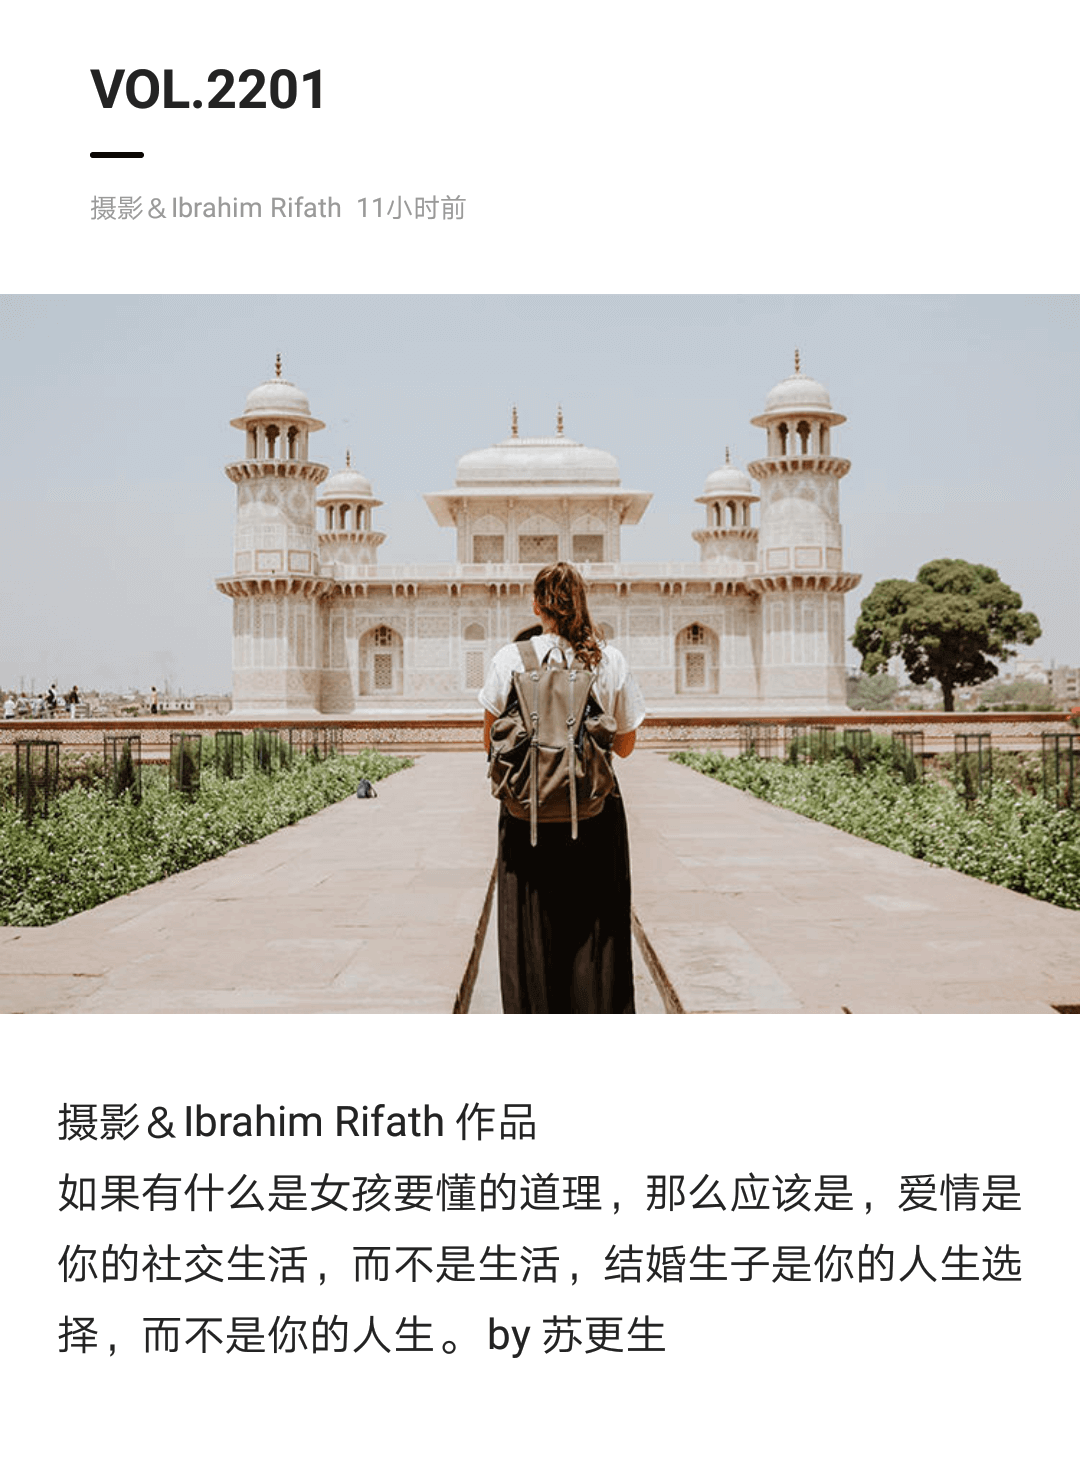 VOL.2201
摄影&Ibrahim Rifath 11小时前
摄影&Ibrahim Rifath 作品
如果有什么是女孩要懂的道理，那么应该是，爱情是
你的社交生活，而不是生活，结婚生子是你的人生选
择，而不是你的人生。by 苏更生